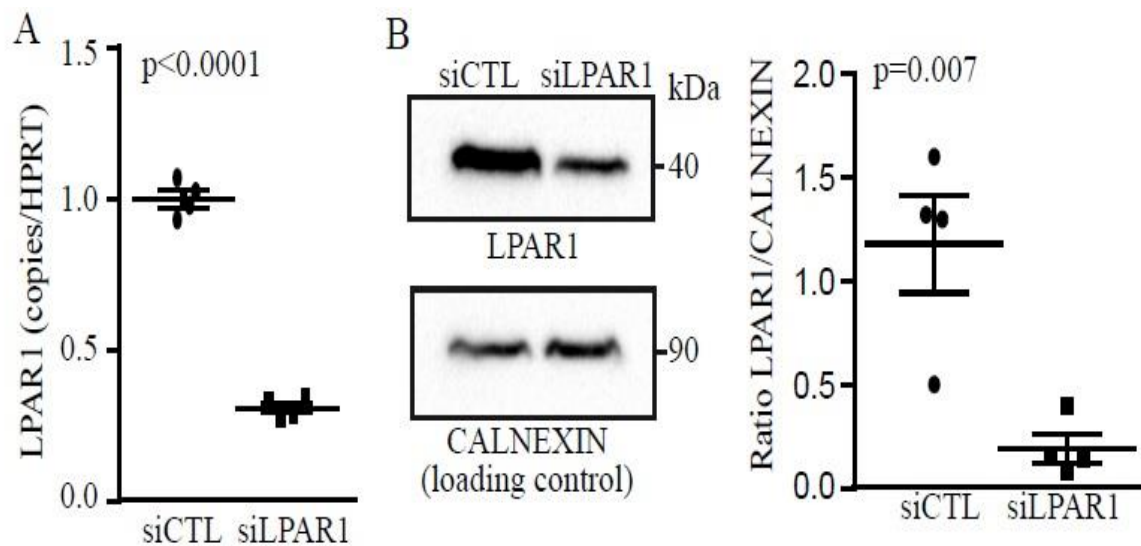 A
LPAR1 (copies/HPRT)
1.5
1.0
0.5
0.0
p<0.0001
siCTL siLPAR1
B
siCTL siLPAR1
kDa
40
LPAR1
90
CALNEXIN
(loading control)
Ratio LPAR1/CALNEXIN
2.0
1.5
1.0
0.5
0.0
p=0.007
siCTL siLPAR1